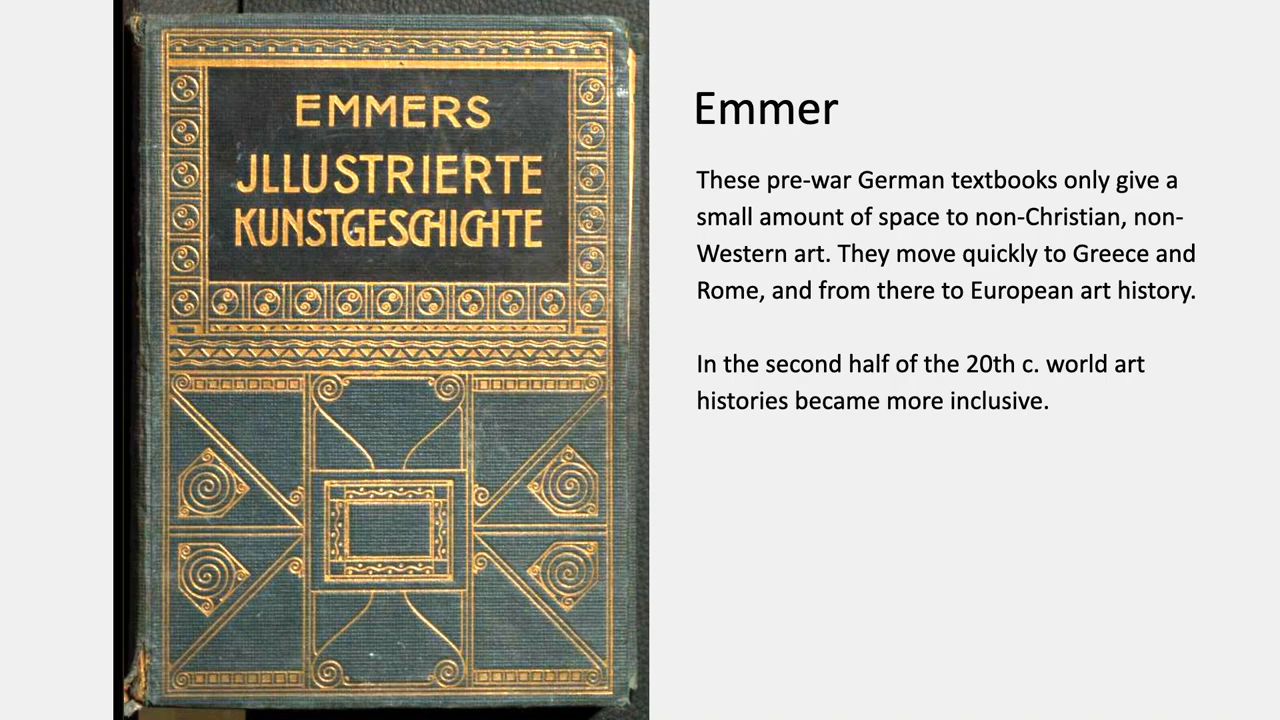 EMMERS
JLLUSTRIERTE
KUNSTGESCHICHTE
Emmer
These pre-war German textbooks only give a
small amount of space to non-Christian, non-
Western art. They move quickly to Greece and
Rome, and from there to European art history.
In the second half of the 20th c. world art
histories became more inclusive.